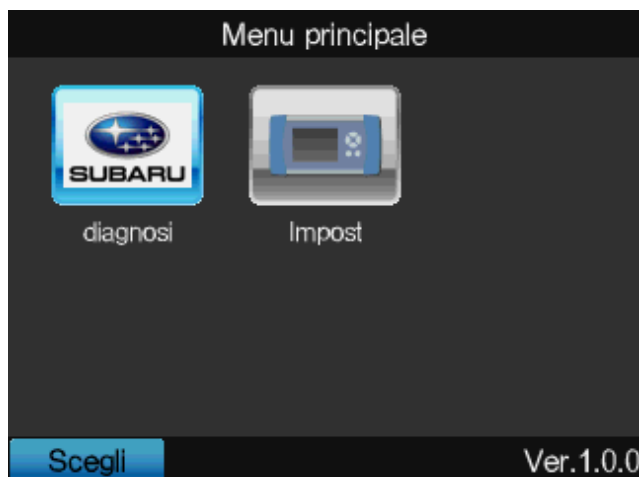 Menu principale
SUBARU
diagnosi
Impost
Scegli
Ver.1.0.0